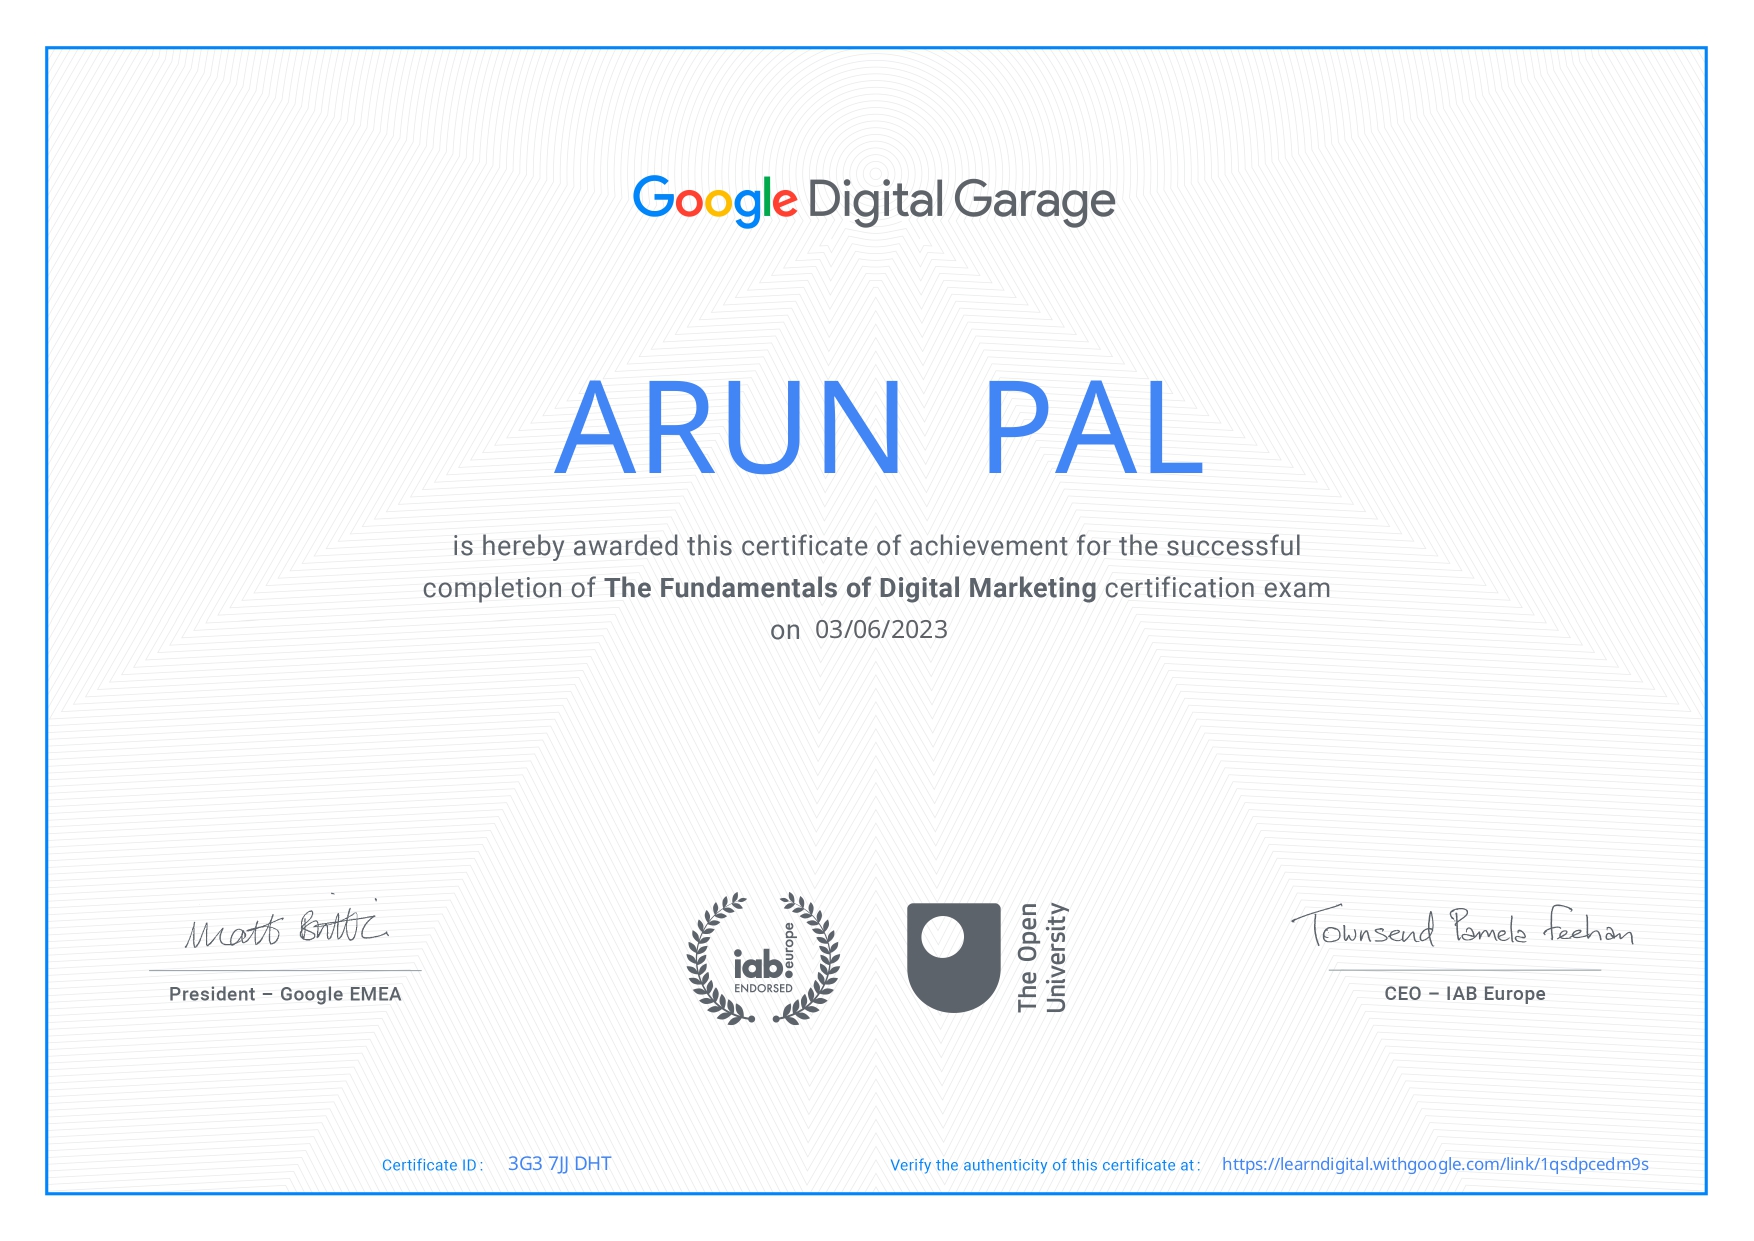 Google Digital Garage
ARUN PAL
is hereby awarded this certificate of achievement for the successful
completion of The Fundamentals of Digital Marketing certification exam
on 03/06/2023
Matt Brittin
President – Google EMEA
iab europe
ENDORSED
The Open
University
Townsend Pamela Feehan
CEO – IAB Europe
Certificate ID: 3G3 7JJ DHT
Verify the authenticity of this certificate at: https://learndigital.withgoogle.com/link/1qsdpcedm9s